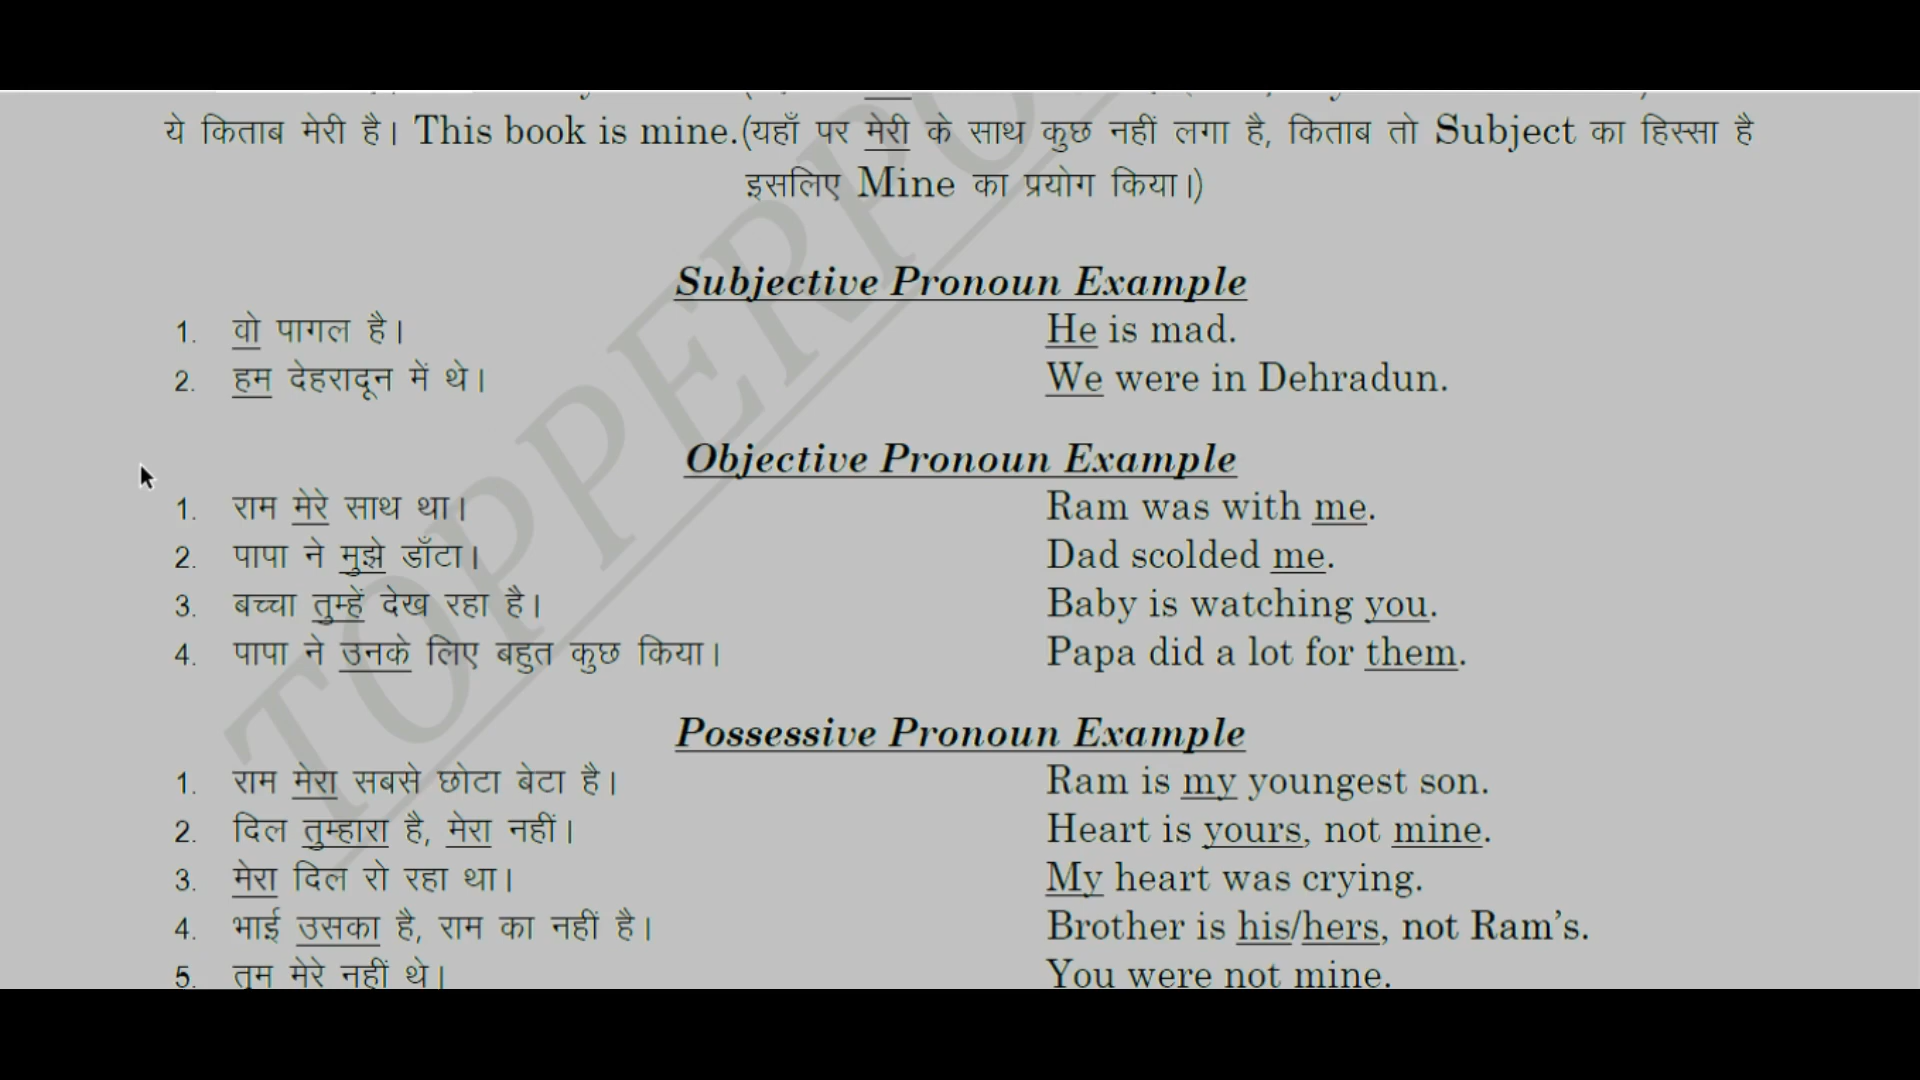 ये किताब मेरी है। This book is mine.(यहाँ पर मेरी के साथ कुछ नहीं लगा है, किताब तो Subject का हिस्सा है
इसलिए Mine का प्रयोग किया।)
Subjective Pronoun Example
1. वो पागल है। He is mad.
2. हम देहरादून में थे। We were in Dehradun.
Objective Pronoun Example
1. राम मेरे साथ था। Ram was with me.
2. पापा ने मुझे डाँटा। Dad scolded me.
3. बच्चा तुम्हें देख रहा है। Baby is watching you.
4. पापा ने उनके लिए बहुत कुछ किया। Papa did a lot for them.
Possessive Pronoun Example
1. राम मेरा सबसे छोटा बेटा है। Ram is my youngest son.
2. दिल तुम्हारा है, मेरा नहीं। Heart is yours, not mine.
3. मेरा दिल रो रहा था। My heart was crying.
4. भाई उसका है, राम का नहीं है। Brother is his/hers, not Ram's.
5. तुम मेरे नहीं थे। You were not mine.